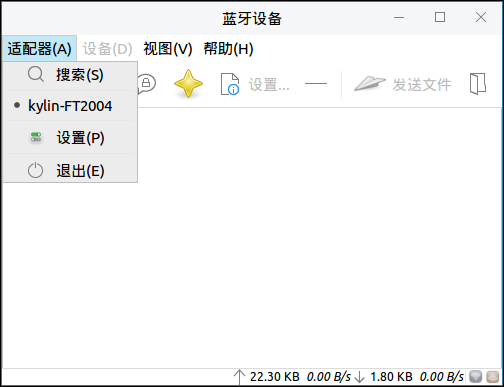 蓝牙设备
适配器(A) 设备(D) 视图(V) 帮助(H)
搜索(S)
kylin-FT2004
设置(P)
退出(E)
设置... 发送文件
22.30 KB 0.00 B/s 1.80 KB 0.00 B/s